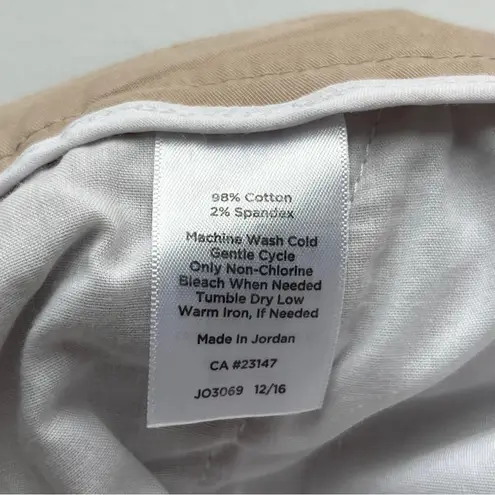 98% Cotton
2% Spandex
Machine Wash Cold
Gentle Cycle
Only Non-Chlorine
Bleach When Needed
Tumble Dry Low
Warm Iron, If Needed
Made In Jordan
CA #23147
JO3069 12/16